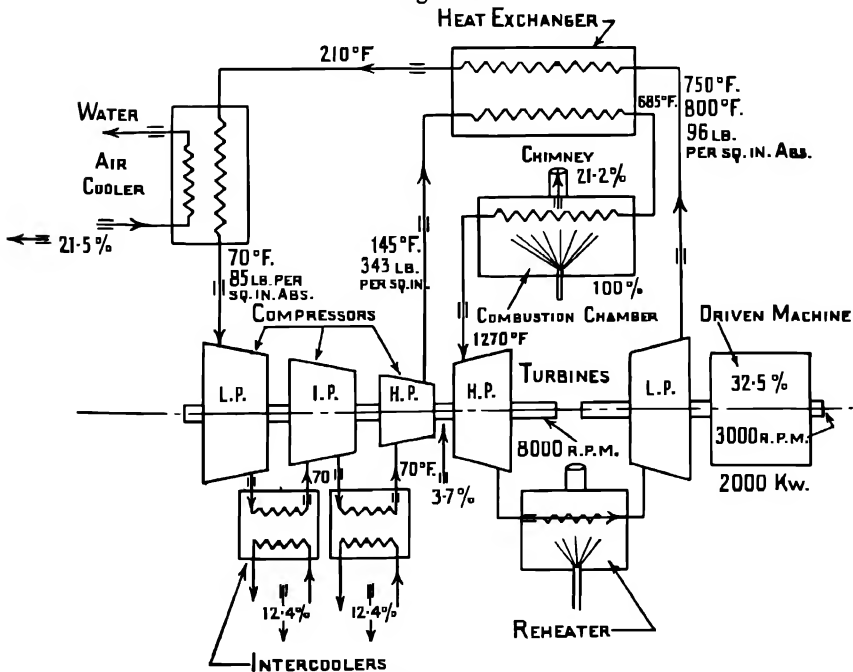 HEAT EXCHANGER
210°F
WATER
AIR
COOLER
21·5%
70°F.
85 LB. PER
SQ. IN. ABS.
145°F.
343 LB.
PER SQ. IN.
685°F.
750°F.
800°F.
96 LB.
PER SQ. IN. ABS.
CHIMNEY
21·2%
100%
COMBUSTION CHAMBER
1270°F
COMPRESSORS
L.P.
I.P.
H.P.
H.P.
TURBINES
L.P.
DRIVEN MACHINE
32·5%
3000 R.P.M.
2000 KW.
8000 R.P.M.
3·7%
70
70°F.
12·4%
12·4%
INTERCOOLERS
REHEATER